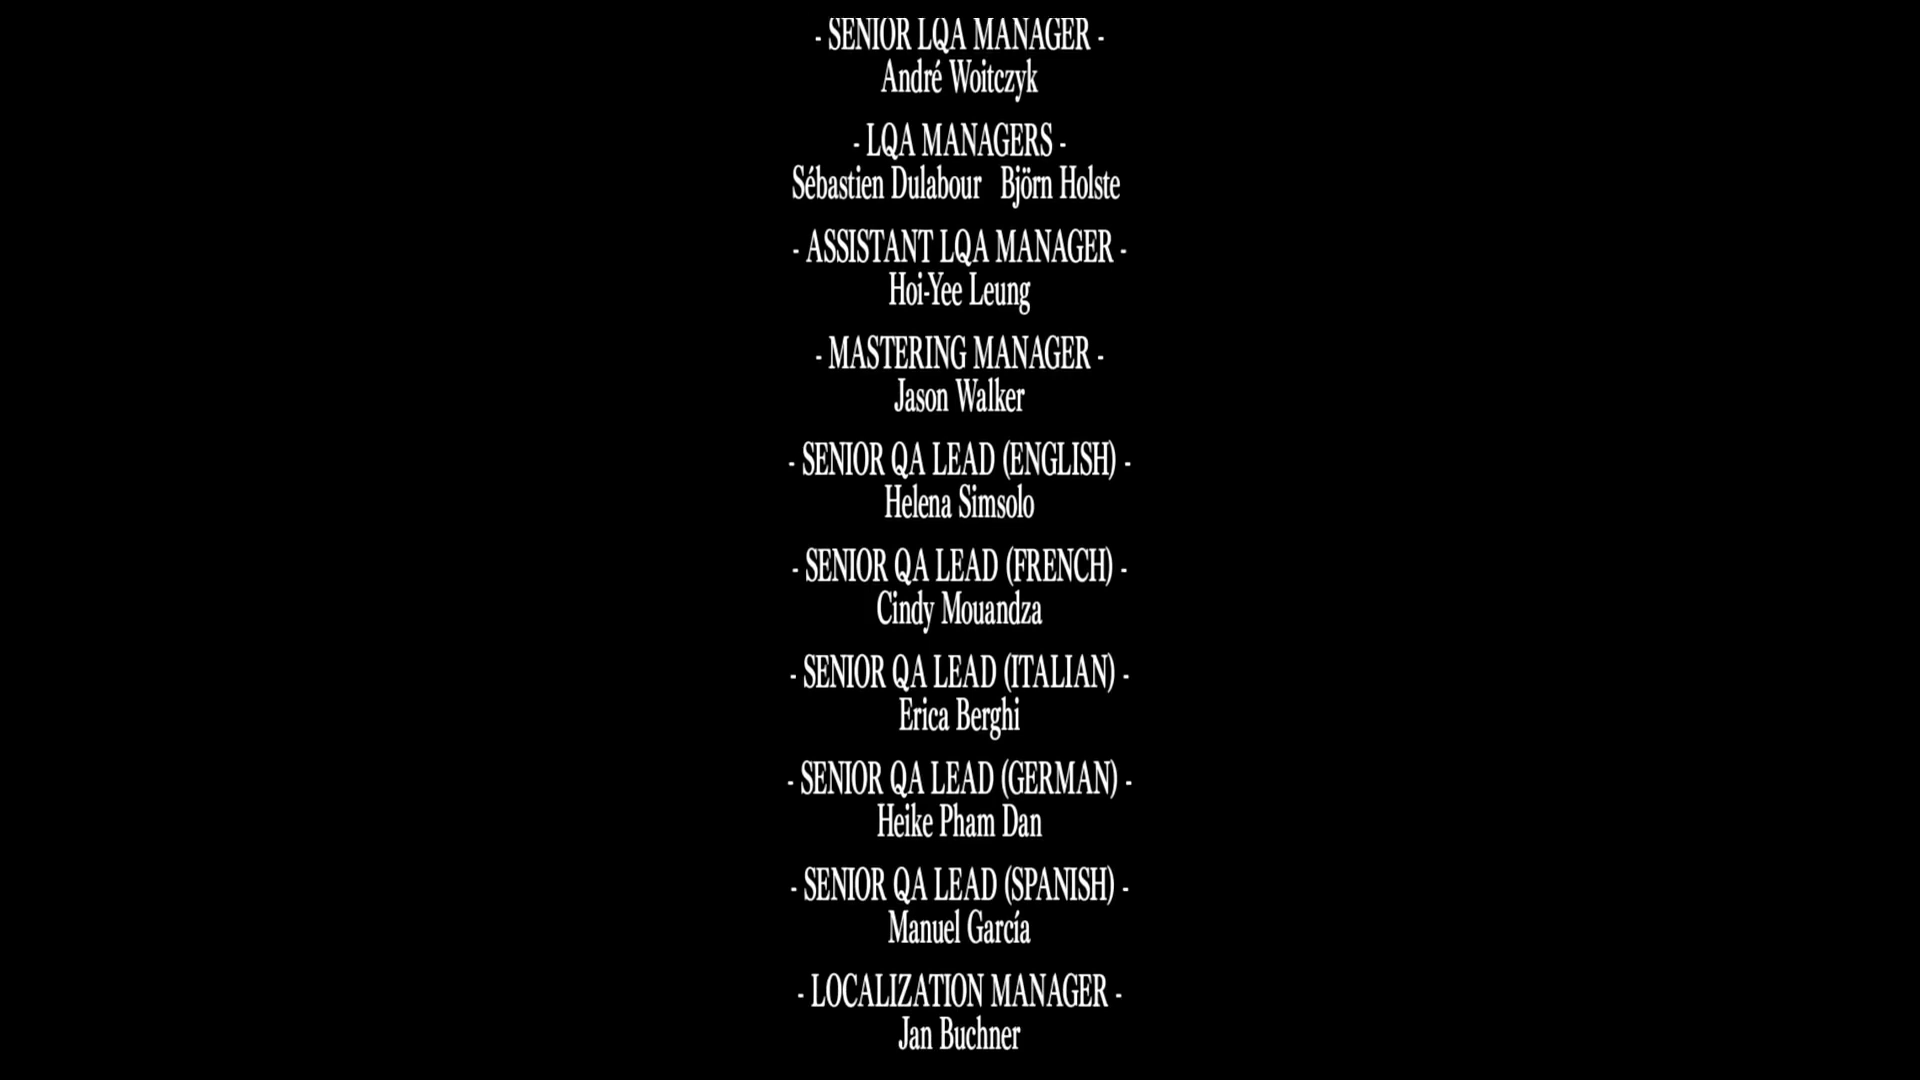 - SENIOR LQA MANAGER -
André Woitczyk
- LQA MANAGERS -
Sébastien Dulabour   Björn Holste
- ASSISTANT LQA MANAGER -
Hoi-Yee Leung
- MASTERING MANAGER -
Jason Walker
- SENIOR QA LEAD (ENGLISH) -
Helena Simsolo
- SENIOR QA LEAD (FRENCH) -
Cindy Mouandza
- SENIOR QA LEAD (ITALIAN) -
Erica Berghi
- SENIOR QA LEAD (GERMAN) -
Heike Pham Dan
- SENIOR QA LEAD (SPANISH) -
Manuel García
- LOCALIZATION MANAGER -
Jan Buchner